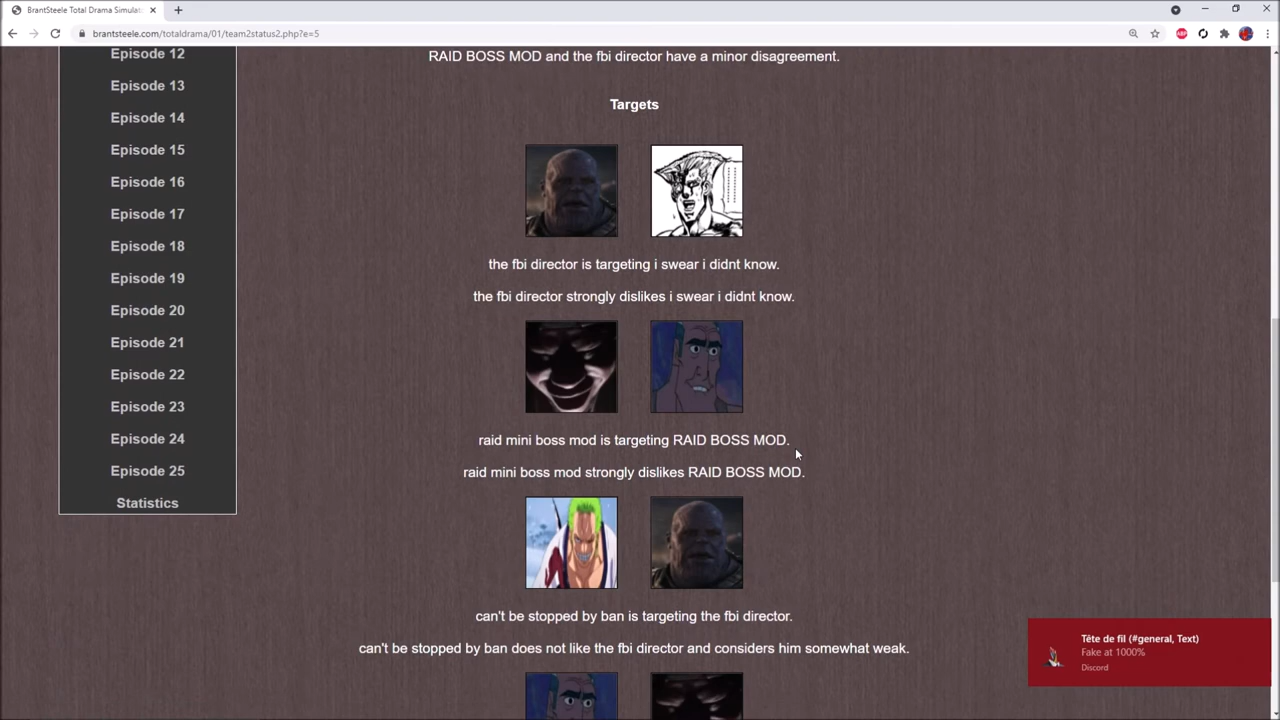 BrantSteele Total Drama Simulat
brantsteele.com/totaldrama/01/team2status2.php?e=5
ABP
Episode 12
Episode 13
Episode 14
Episode 15
Episode 16
Episode 17
Episode 18
Episode 19
Episode 20
Episode 21
Episode 22
Episode 23
Episode 24
Episode 25
Statistics
RAID BOSS MOD and the fbi director have a minor disagreement.
Targets
the fbi director is targeting i swear i didnt know.
the fbi director strongly dislikes i swear i didnt know.
raid mini boss mod is targeting RAID BOSS MOD.
raid mini boss mod strongly dislikes RAID BOSS MOD.
can't be stopped by ban is targeting the fbi director.
can't be stopped by ban does not like the fbi director and considers him somewhat weak.
Tête de fil (#general, Text)
Fake at 1000%
Discord